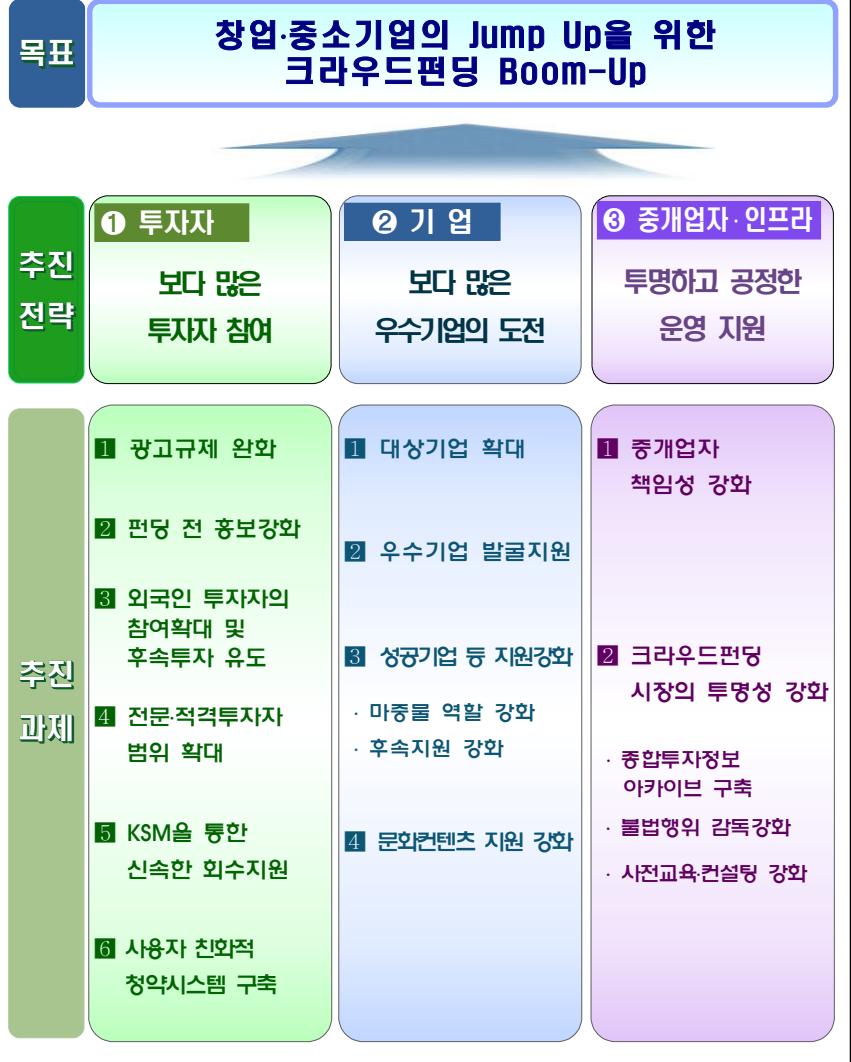 목표
창업·중소기업의 Jump Up을 위한
크라우드펀딩 Boom-Up
추진
전략
❶ 투자자
보다 많은
투자자 참여
❷ 기 업
보다 많은
우수기업의 도전
❸ 중개업자·인프라
투명하고 공정한
운영 지원
추진
과제
1 광고규제 완화
2 펀딩 전 홍보강화
3 외국인 투자자의
참여확대 및
후속투자 유도
4 전문·적격투자자
범위 확대
5 KSM을 통한
신속한 회수지원
6 사용자 친화적
청약시스템 구축
1 대상기업 확대
2 우수기업 발굴지원
3 성공기업 등 지원강화
· 마중물 역할 강화
· 후속지원 강화
4 문화컨텐츠 지원 강화
1 중개업자
책임성 강화
2 크라우드펀딩
시장의 투명성 강화
· 종합투자정보
아카이브 구축
· 불법행위 감독강화
· 사전교육·컨설팅 강화